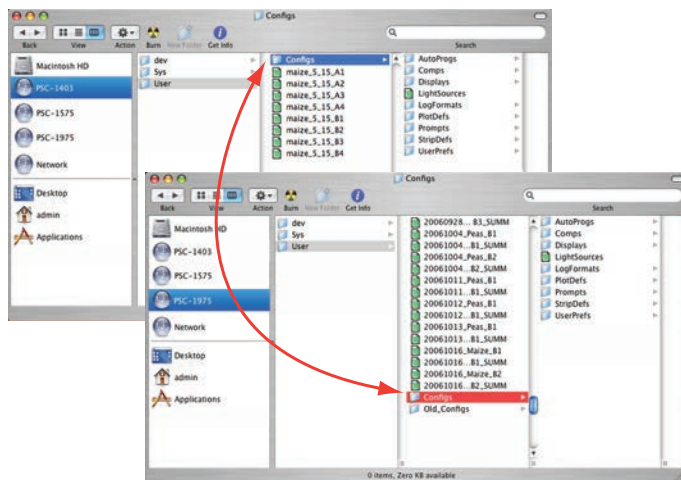 Configs
Back View Action Burn New Folder Get Info Search
Macintosh HD
PSC-1403
PSC-1575
PSC-1975
Network
Desktop
admin
Applications
dev
Sys
User
Configs
maize_5_15_A1
maize_5_15_A2
maize_5_15_A3
maize_5_15_A4
maize_5_15_B1
maize_5_15_B2
maize_5_15_B3
maize_5_15_B4
AutoProgs
Comps
Displays
LightSources
LogFormats
PlotDefs
Prompts
StripDefs
UserPrefs
Configs
Back View Action Burn New Folder Get Info Search
Macintosh HD
PSC-1403
PSC-1575
PSC-1975
Network
Desktop
admin
Applications
dev
Sys
User
20060928... B3_SUMM
20061004_Peas_B1
20061004...B1_SUMM
20061004_Peas_B2
20061004...B2_SUMM
20061011_Peas_B1
20061011...B1_SUMM
20061012_Peas_B1
20061012...B1_SUMM
20061013_Peas_B1
20061013...B1_SUMM
20061016_Maize_B1
20061016...B1_SUMM
20061016_Maize_B2
20061016...B2_SUMM
Configs
Old_Configs
AutoProgs
Comps
Displays
LightSources
LogFormats
PlotDefs
Prompts
StripDefs
UserPrefs
0 items, Zero KB available